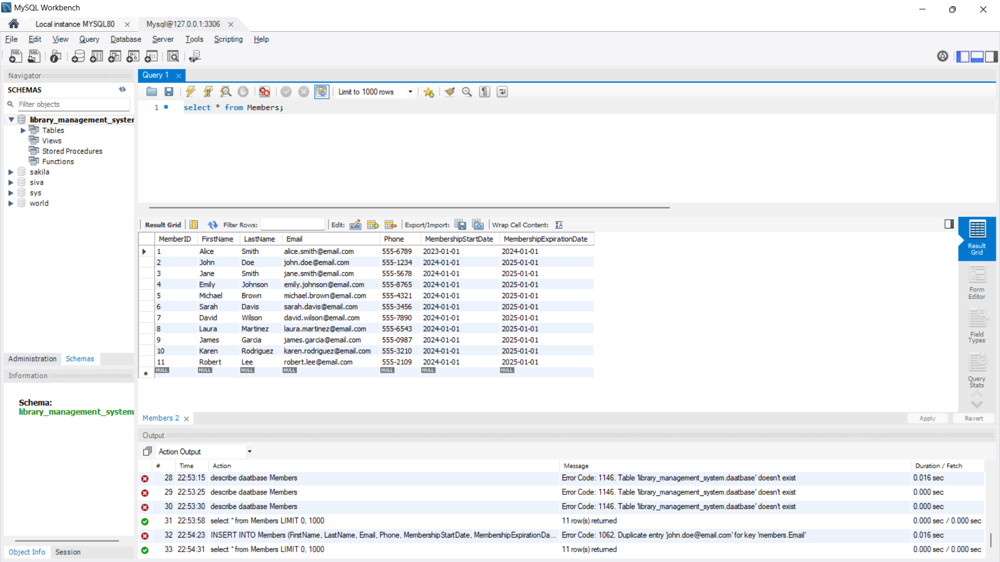 MySQL Workbench
Local instance MYSQL80
Mysql@127.0.0.1:3306
File Edit View Query Database Server Tools Scripting Help
Navigator
SCHEMAS
Filter objects
library_management_syster
Tables
Views
Stored Procedures
Functions
sakila
siva
sys
world
Administration Schemas
Information
Schema:
library_management_system
Object Info Session
Query 1
Limit to 1000 rows
1 select * from Members;
Result Grid Filter Rows: Edit: Export/Import: Wrap Cell Content:
MemberID FirstName LastName Email Phone MembershipStartDate MembershipExpirationDate
1 Alice Smith alice.smith@email.com 555-6789 2023-01-01 2024-01-01
2 John Doe john.doe@email.com 555-1234 2024-01-01 2025-01-01
3 Jane Smith jane.smith@email.com 555-5678 2024-01-01 2025-01-01
4 Emily Johnson emily.johnson@email.com 555-8765 2024-01-01 2025-01-01
5 Michael Brown michael.brown@email.com 555-4321 2024-01-01 2025-01-01
6 Sarah Davis sarah.davis@email.com 555-3456 2024-01-01 2025-01-01
7 David Wilson david.wilson@email.com 555-7890 2024-01-01 2025-01-01
8 Laura Martinez laura.martinez@email.com 555-6543 2024-01-01 2025-01-01
9 James Garcia james.garcia@email.com 555-0987 2024-01-01 2025-01-01
10 Karen Rodriguez karen.rodriguez@email.com 555-3210 2024-01-01 2025-01-01
11 Robert Lee robert.lee@email.com 555-2109 2024-01-01 2025-01-01
NULL NULL NULL NULL NULL NULL NULL
Result
Grid
Form
Editor
Field
Types
Query
Stats
Members 2
Apply Revert
Output
Action Output
# Time Action Message Duration / Fetch
28 22:53:15 describe daatbase Members Error Code: 1146. Table 'library_management_system.daatbase' doesn't exist 0.016 sec
29 22:53:25 describe daatbase Members Error Code: 1146. Table 'library_management_system.daatbase' doesn't exist 0.000 sec
30 22:53:30 describe daatbase Members Error Code: 1146. Table 'library_management_system.daatbase' doesn't exist 0.000 sec
31 22:53:58 select * from Members LIMIT 0, 1000 11 row(s) returned 0.000 sec / 0.000 sec
32 22:54:23 INSERT INTO Members (FirstName, LastName, Email, Phone, MembershipStartDate, MembershipExpirationDa... Error Code: 1062. Duplicate entry 'john.doe@email.com' for key 'members.Email' 0.016 sec
33 22:54:31 select * from Members LIMIT 0, 1000 11 row(s) returned 0.000 sec / 0.000 sec